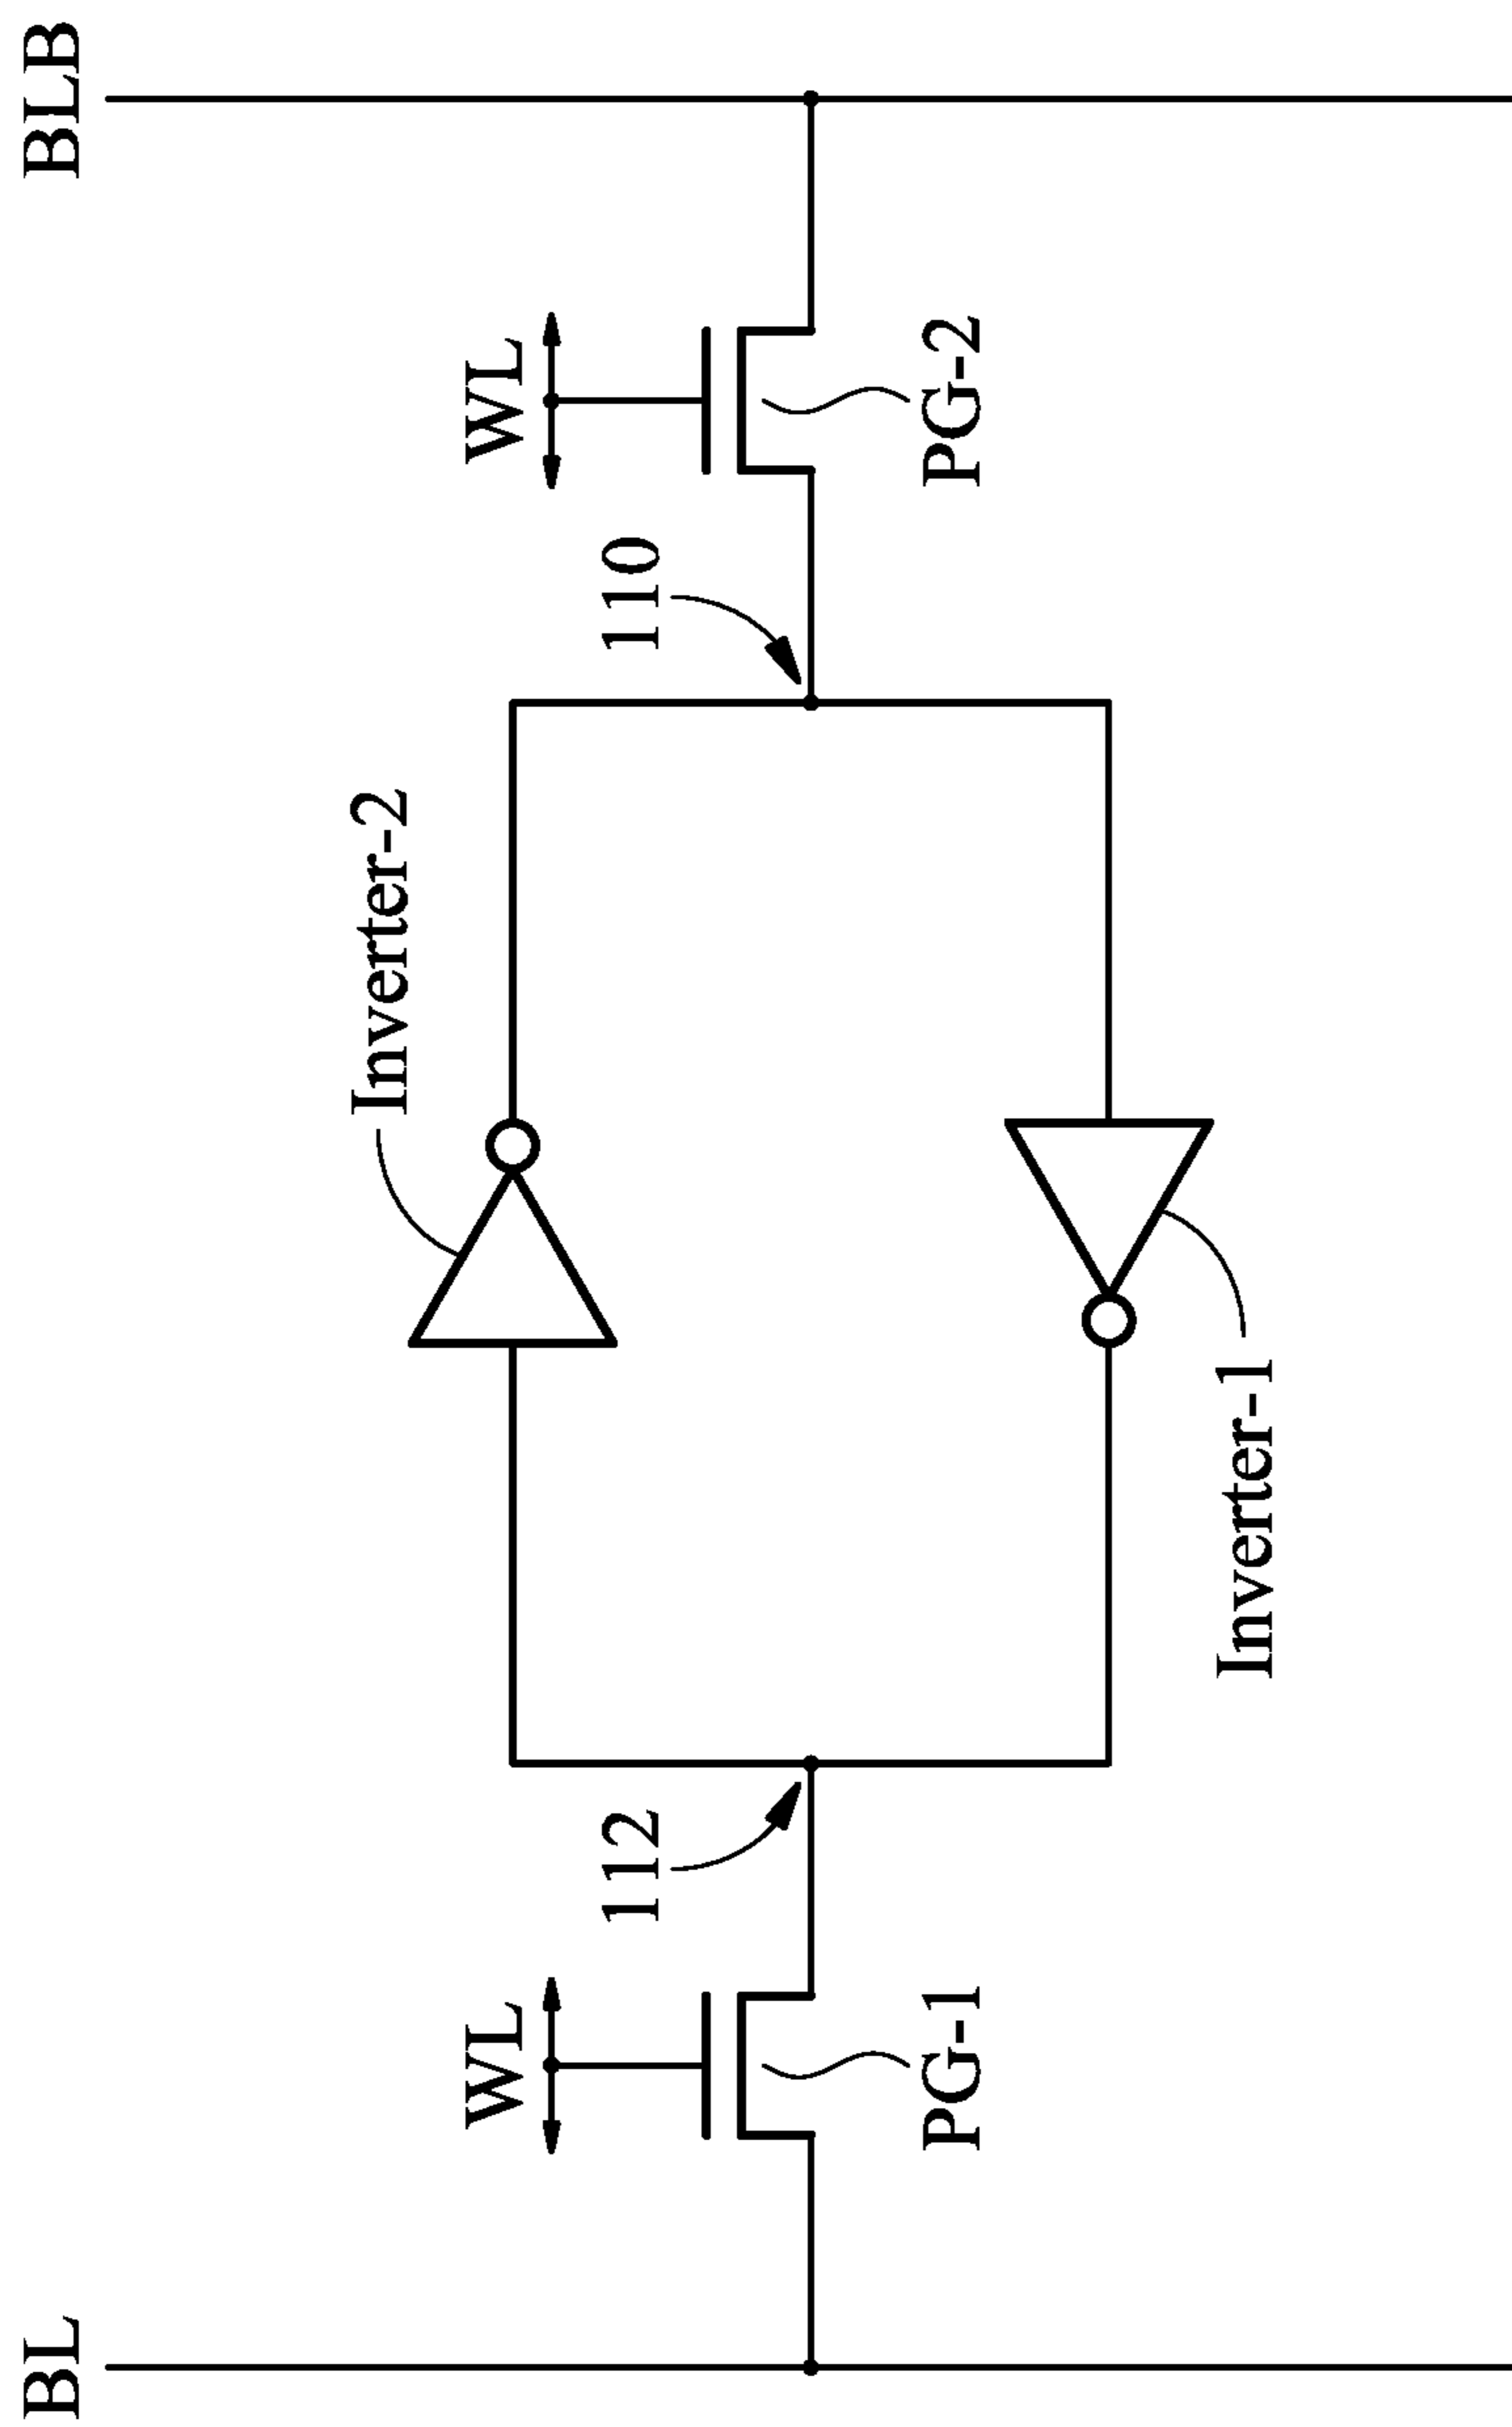 BL
BLB
Inverter-2
WL
WL
112
110
PG-1
PG-2
Inverter-1